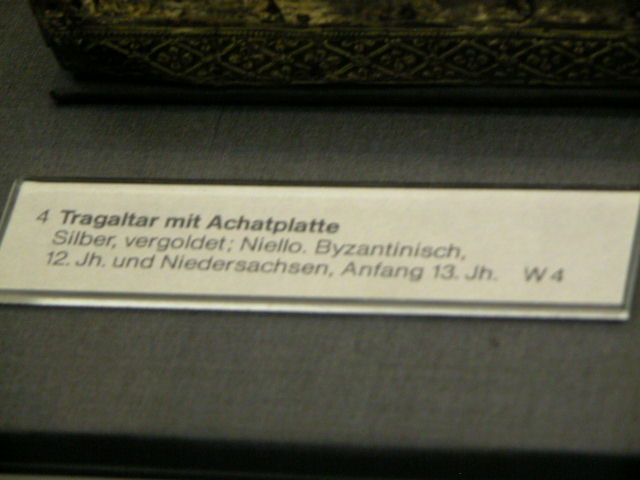 4 Tragaltar mit Achatplatte
Silber, vergoldet; Niello. Byzantinisch,
12. Jh. und Niedersachsen, Anfang 13. Jh. W 4